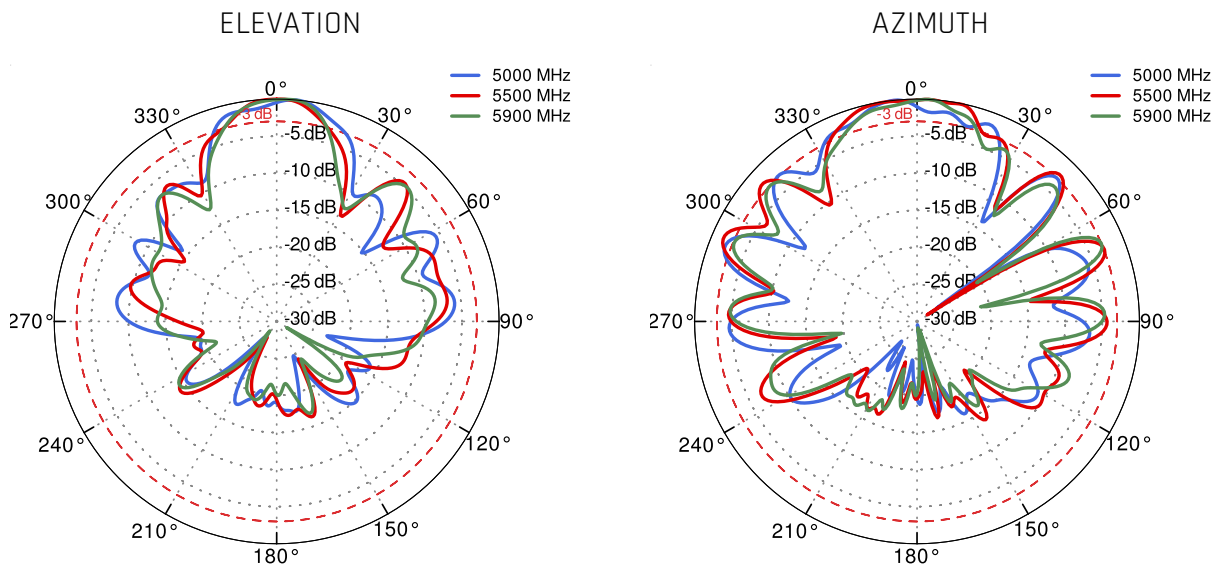 ELEVATION
5000 MHz
5500 MHz
5900 MHz
0°
30°
60°
90°
120°
150°
180°
210°
240°
270°
300°
330°
-3 dB
-5 dB
-10 dB
-15 dB
-20 dB
-25 dB
-30 dB
AZIMUTH
5000 MHz
5500 MHz
5900 MHz
0°
30°
60°
90°
120°
150°
180°
210°
240°
270°
300°
330°
-3 dB
-5 dB
-10 dB
-15 dB
-20 dB
-25 dB
-30 dB